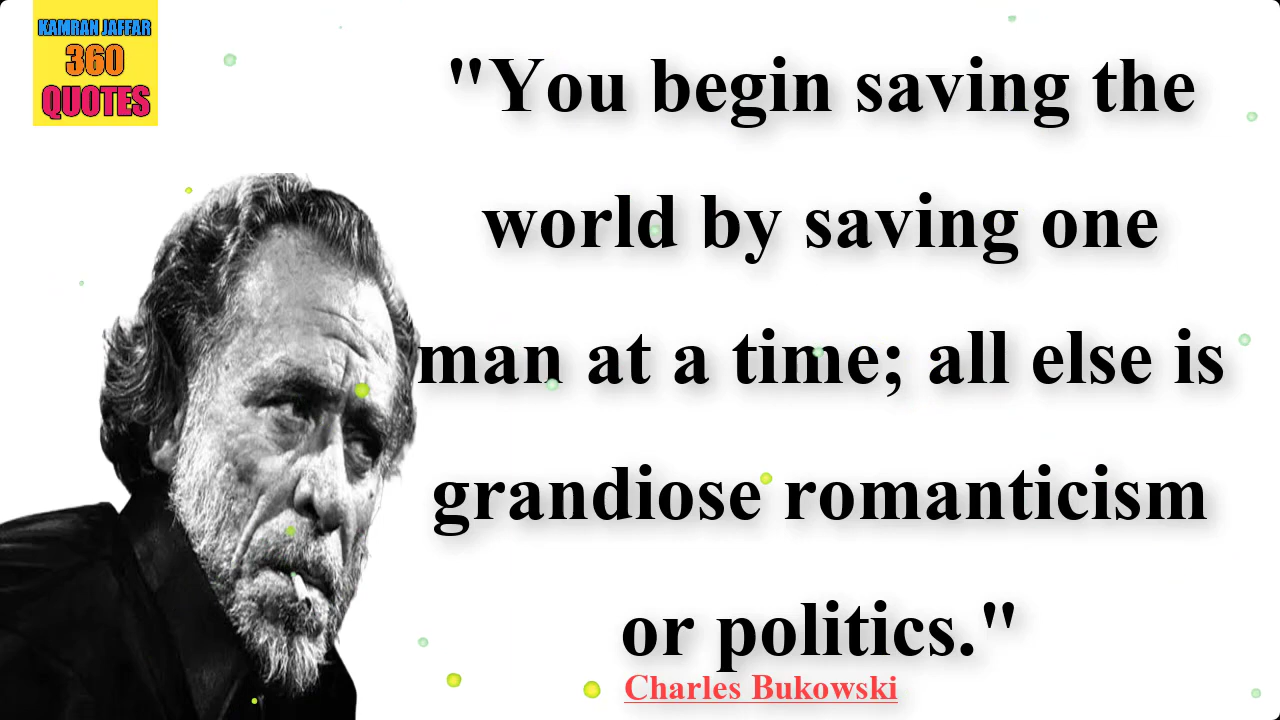 KAMRAN JAFFAR
360
QUOTES
"You begin saving the
world by saving one
man at a time; all else is
grandiose romanticism
or politics."
Charles Bukowski